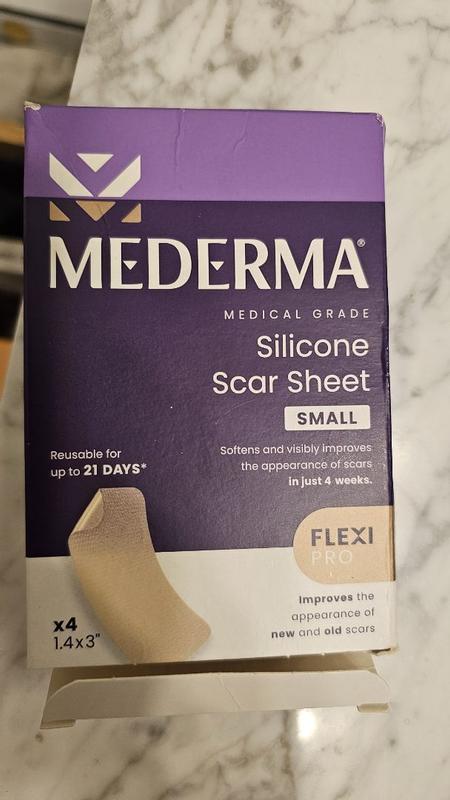 MEDERMA®
MEDICAL GRADE
Silicone
Scar Sheet
SMALL
Reusable for
up to 21 DAYS*
Softens and visibly improves
the appearance of scars
in just 4 weeks.
FLEXI
PRO
Improves the
appearance of
new and old scars
x4
1.4x3"